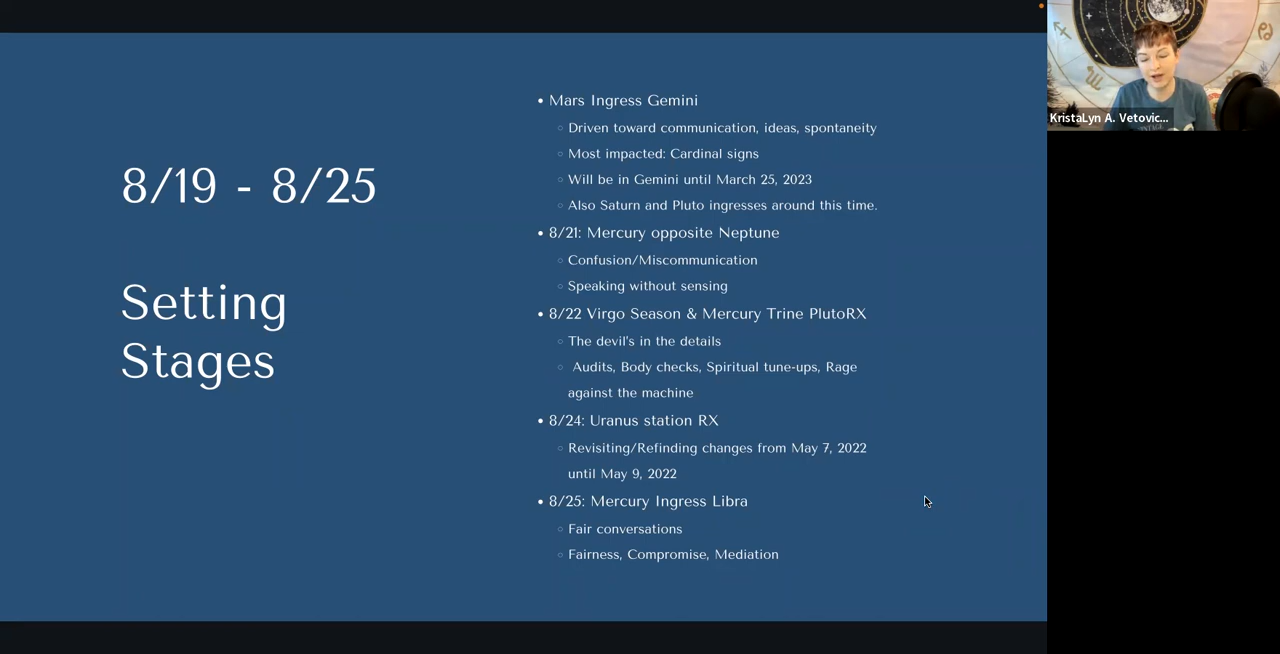 8/19 - 8/25
Setting
Stages
• Mars Ingress Gemini
◦ Driven toward communication, ideas, spontaneity
◦ Most impacted: Cardinal signs
◦ Will be in Gemini until March 25, 2023
◦ Also Saturn and Pluto ingresses around this time.
• 8/21: Mercury opposite Neptune
◦ Confusion/Miscommunication
◦ Speaking without sensing
• 8/22 Virgo Season & Mercury Trine PlutoRX
◦ The devil's in the details
◦ Audits, Body checks, Spiritual tune-ups, Rage
against the machine
• 8/24: Uranus station RX
◦ Revisiting/Refinding changes from May 7, 2022
until May 9, 2022
• 8/25: Mercury Ingress Libra
◦ Fair conversations
◦ Fairness, Compromise, Mediation
KristaLyn A. Vetovic...